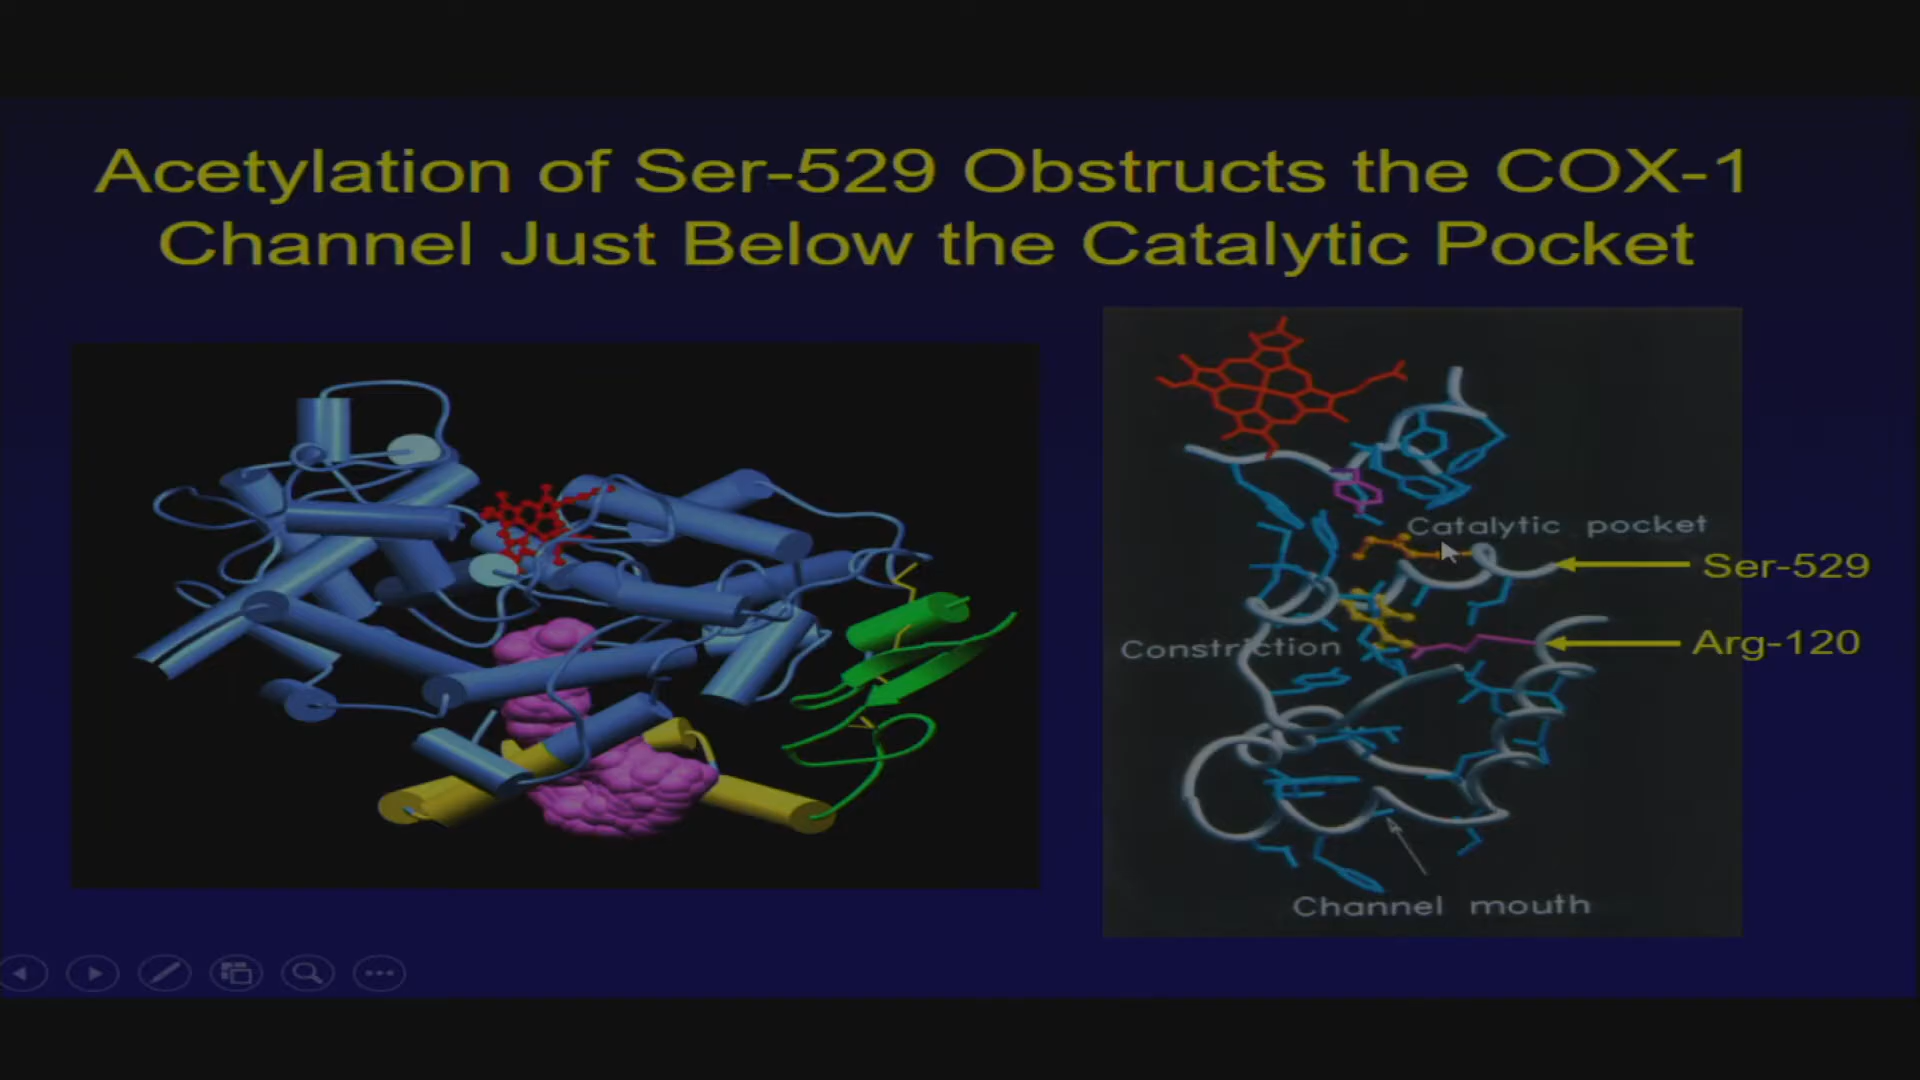 Acetylation of Ser-529 Obstructs the COX-1
Channel Just Below the Catalytic Pocket
Catalytic pocket
Ser-529
Constriction
Arg-120
Channel mouth